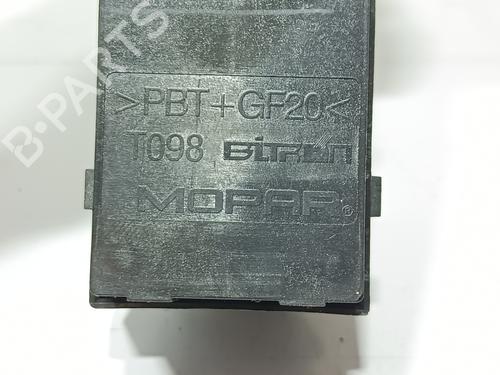 B-PARTS
>PBT+GF20<
T098 BITRON
MOPAR®